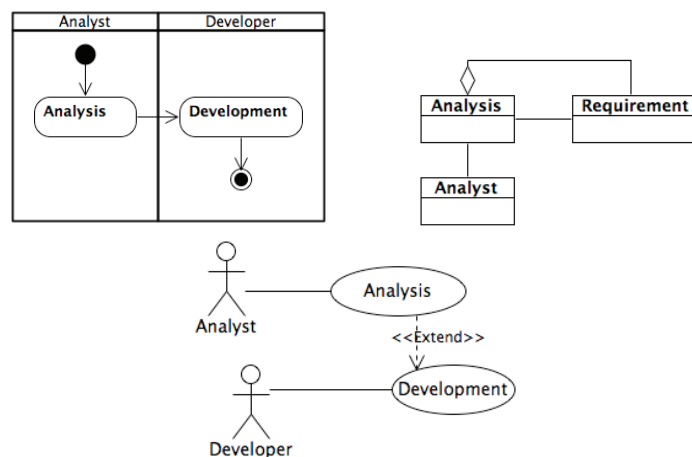 Analyst
Developer
Analysis
Development
Analysis
Requirement
Analyst
Analyst
Analysis
<<Extend>>
Developer
Development